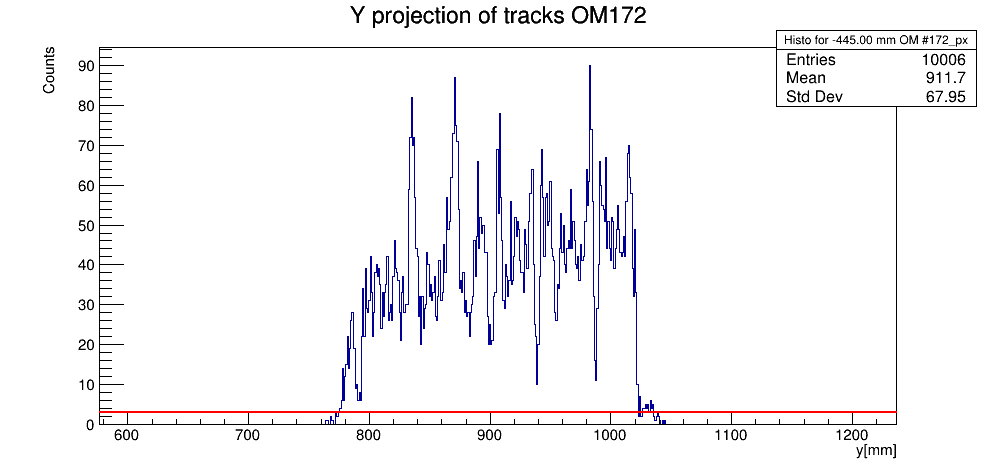 Y projection of tracks OM172
Histo for -445.00 mm OM #172_px
Entries 10006
Mean 911.7
Std Dev 67.95
Counts
90
80
70
60
50
40
30
20
10
0
600 700 800 900 1000 1100 1200
y[mm]